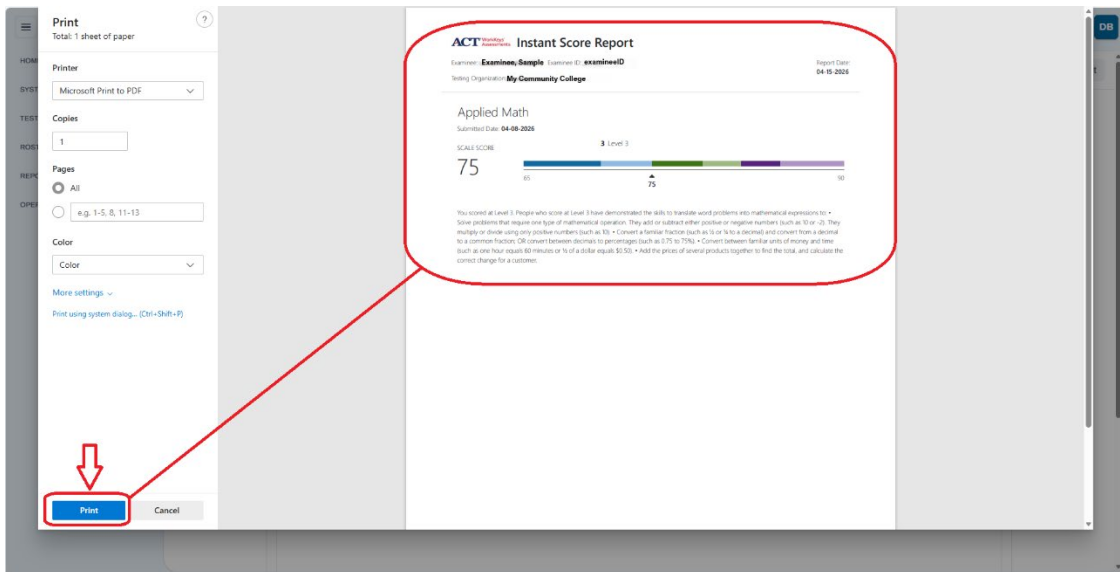 Print
Total: 1 sheet of paper
?
Printer
Microsoft Print to PDF
Copies
1
Pages
All
e.g. 1-5, 8, 11-13
Color
Color
More settings
Print using system dialog... (Ctrl+Shift+P)
Print
Cancel
HOM
SYST
TEST
ROST
REPO
OPER
DB
t
ACT WorkKeys Assessments Instant Score Report
Examinee: Examinee, Sample Examinee ID: examineeID
Report Date:
04-15-2026
Testing Organization: My Community College
Applied Math
Submitted Date: 04-08-2026
SCALE SCORE
75
3 Level 3
65
75
90
You scored at Level 3. People who score at Level 3 have demonstrated the skills to translate word problems into mathematical expressions to: •
Solve problems that require one type of mathematical operation. They add or subtract either positive or negative numbers (such as 10 or -2). They
multiply or divide using only positive numbers (such as 10). • Convert a familiar fraction (such as ½ or ¼ to a decimal) and convert from a decimal
to a common fraction; OR convert between decimals to percentages (such as 0.75 to 75%). • Convert between familiar units of money and time
(such as one hour equals 60 minutes or ½ of a dollar equals $0.50). • Add the prices of several products together to find the total, and calculate the
correct change for a customer.